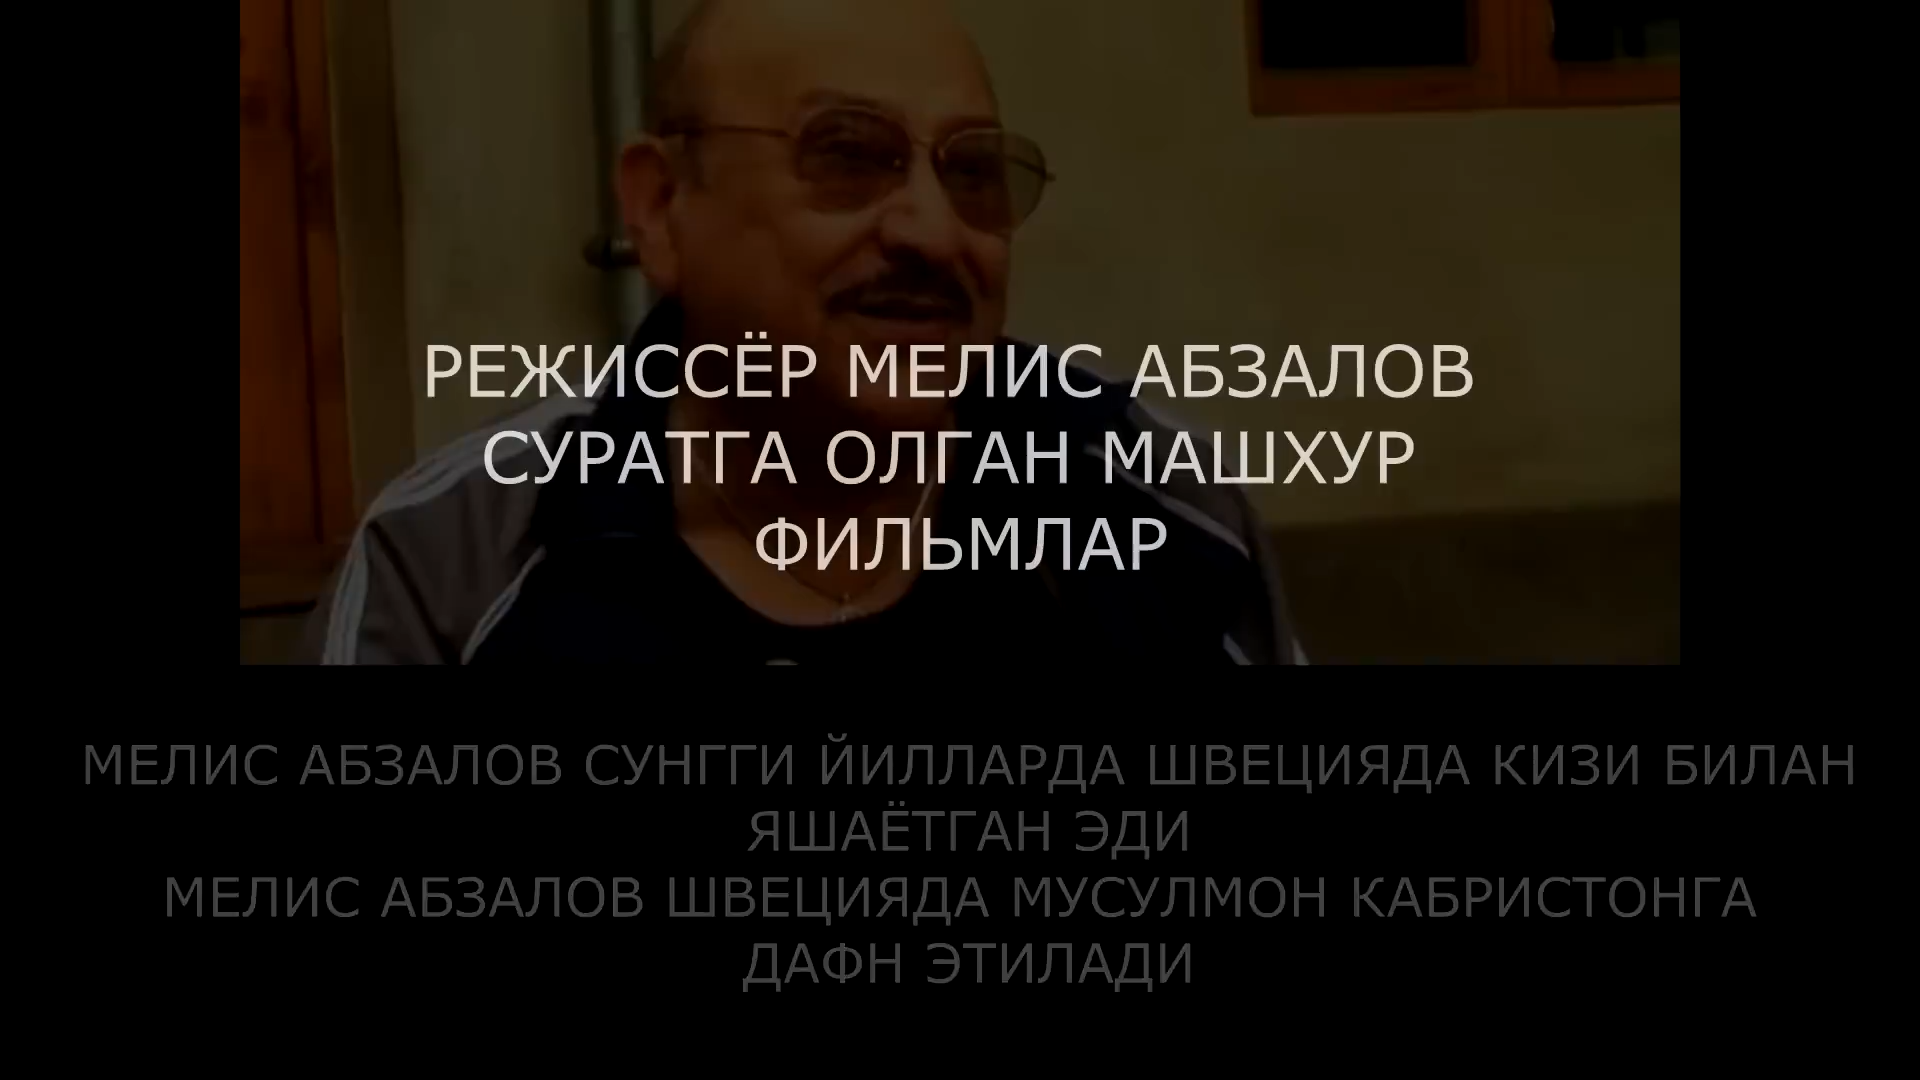 РЕЖИССЁР МЕЛИС АБЗАЛОВ
СУРАТГА ОЛГАН МАШХУР
ФИЛЬМЛАР
МЕЛИС АБЗАЛОВ СУНГГИ ЙИЛЛАРДА ШВЕЦИЯДА КИЗИ БИЛАН
ЯШАЁТГАН ЭДИ
МЕЛИС АБЗАЛОВ ШВЕЦИЯДА МУСУЛМОН КАБРИСТОНГА
ДАФН ЭТИЛАДИ